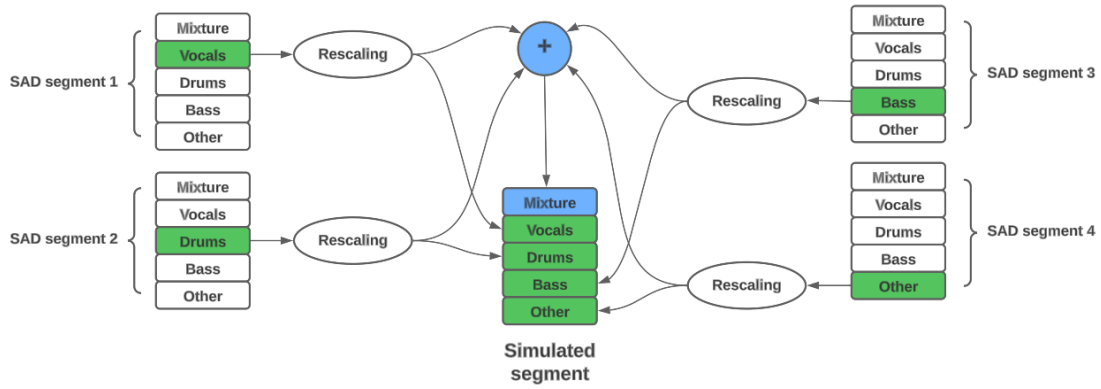 SAD segment 1
Mixture
Vocals
Drums
Bass
Other
Rescaling
+
Rescaling
Mixture
Vocals
Drums
Bass
Other
SAD segment 3
SAD segment 2
Mixture
Vocals
Drums
Bass
Other
Rescaling
Mixture
Vocals
Drums
Bass
Other
Simulated
segment
Rescaling
Mixture
Vocals
Drums
Bass
Other
SAD segment 4